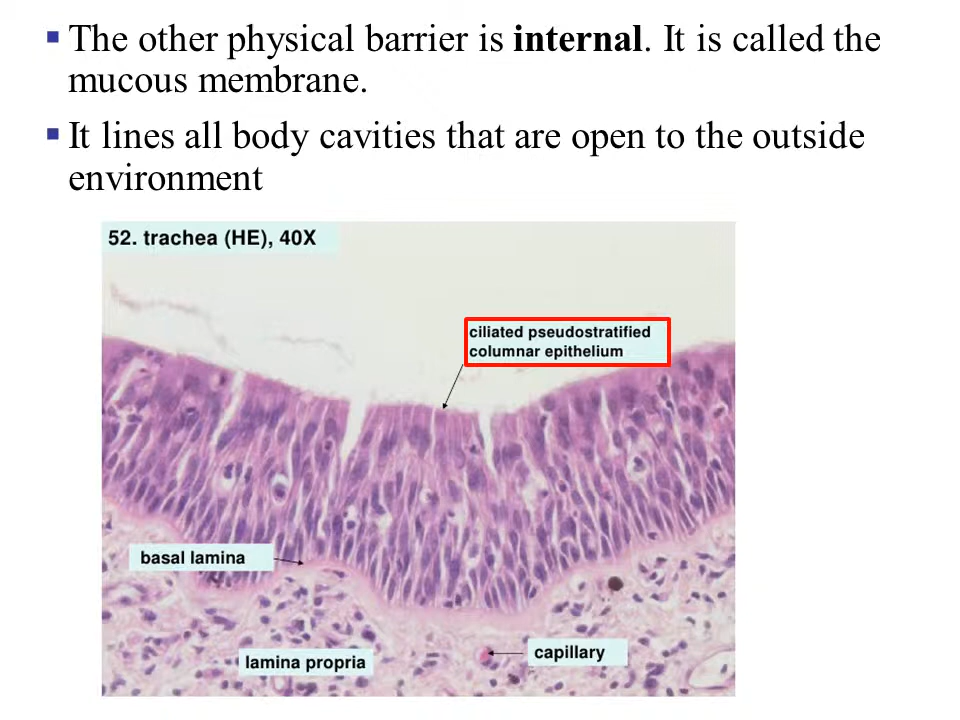 The other physical barrier is internal. It is called the
mucous membrane.
It lines all body cavities that are open to the outside
environment
52. trachea (HE), 40X
ciliated pseudostratified
columnar epithelium
basal lamina
lamina propria
capillary